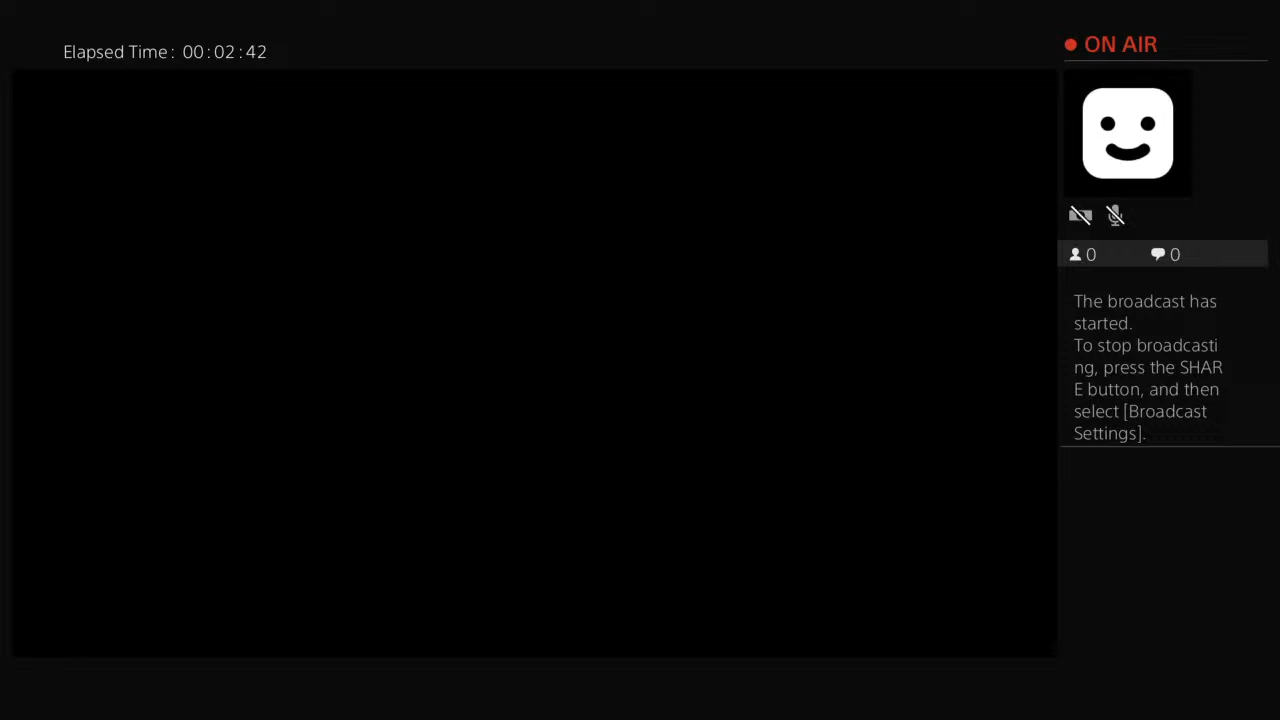 Elapsed Time: 00:02:42
ON AIR
0 0
The broadcast has
started.
To stop broadcasti
ng, press the SHAR
E button, and then
select [Broadcast
Settings].